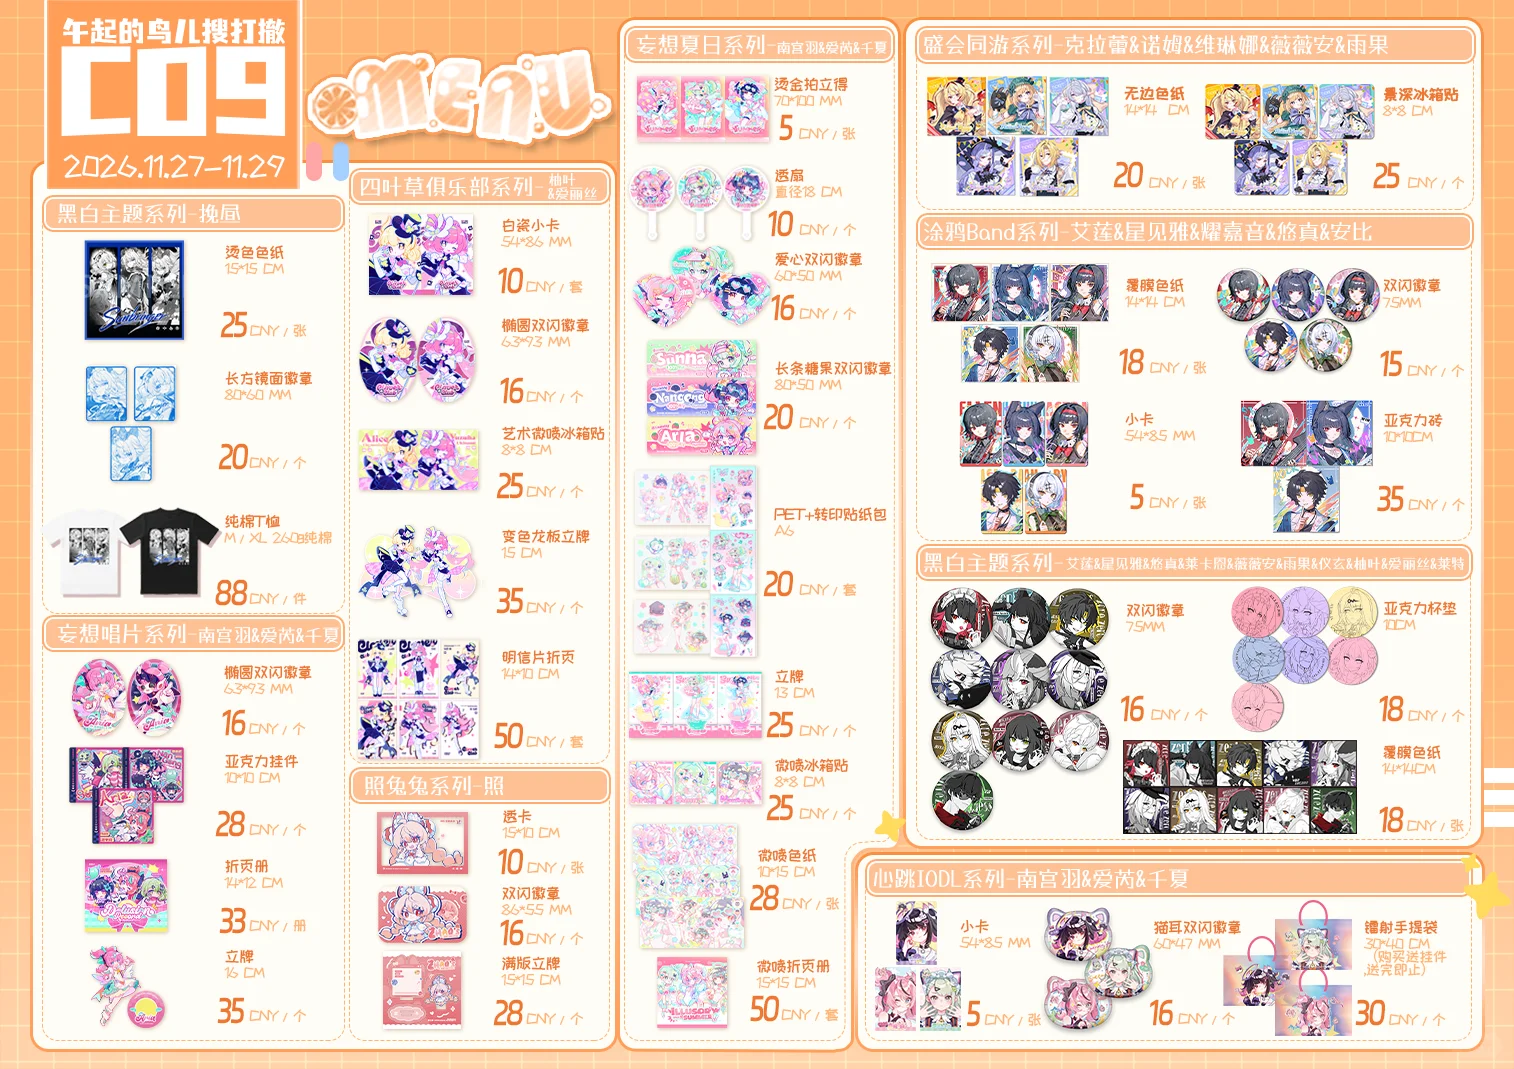 午起的鸟儿搜打撤
C09
2026.11.27-11.29
MENU
黑白主题系列-挽昼
烫色色纸
15*15 CM
25 CNY / 张
长方镜面徽章
80*60 MM
20 CNY / 个
纯棉T恤
M / XL 260g纯棉
88 CNY / 件
妄想唱片系列-南宫羽&爱芮&千夏
椭圆双闪徽章
63*93 MM
16 CNY / 个
亚克力挂件
10*10 CM
28 CNY / 个
折页册
14*12 CM
33 CNY / 册
立牌
16 CM
35 CNY / 个
四叶草俱乐部系列-柚叶&爱丽丝
白瓷小卡
54*86 MM
10 CNY / 套
椭圆双闪徽章
63*93 MM
16 CNY / 个
艺术微喷冰箱贴
8*8 CM
25 CNY / 个
变色龙板立牌
15 CM
35 CNY / 个
明信片折页
14*10 CM
50 CNY / 套
照兔兔系列-照
透卡
15*10 CM
10 CNY / 张
双闪徽章
86*55 MM
16 CNY / 个
满版立牌
15*15 CM
28 CNY / 个
妄想夏日系列-南宫羽&爱芮&千夏
烫金拍立得
70*100 MM
5 CNY / 张
透扇
直径18 CM
10 CNY / 个
爱心双闪徽章
60*50 MM
16 CNY / 个
长条糖果双闪徽章
80*50 MM
20 CNY / 个
PET+转印贴纸包
A6
20 CNY / 套
立牌
13 CM
25 CNY / 个
微喷冰箱贴
8*8 CM
25 CNY / 个
微喷色纸
10*15 CM
28 CNY / 张
微喷折页册
15*15 CM
50 CNY / 套
盛会同游系列-克拉蕾&诺姆&维琳娜&薇薇安&雨果
无边色纸
14*14 CM
20 CNY / 张
景深冰箱贴
8*8 CM
25 CNY / 个
涂鸦Band系列-艾莲&星见雅&耀嘉音&悠真&安比
覆膜色纸
14*14 CM
18 CNY / 张
双闪徽章
75MM
15 CNY / 个
小卡
54*85 MM
5 CNY / 张
亚克力砖
10*10CM
35 CNY / 个
黑白主题系列-艾莲&星见雅&悠真&莱卡恩&薇薇安&雨果&仪玄&柚叶&爱丽丝&莱特
双闪徽章
75MM
16 CNY / 个
亚克力杯垫
10CM
18 CNY / 个
覆膜色纸
14*14CM
18 CNY / 张
心跳IODL系列-南宫羽&爱芮&千夏
小卡
54*85 MM
5 CNY / 张
猫耳双闪徽章
60*47 MM
16 CNY / 个
镭射手提袋
30*40 CM
(购买送挂件
,送完即止)
30 CNY / 个